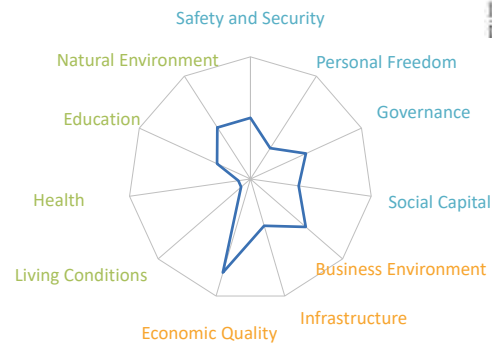 Safety and Security
Natural Environment
Personal Freedom
Education
Governance
Health
Social Capital
Living Conditions
Business Environment
Economic Quality
Infrastructure